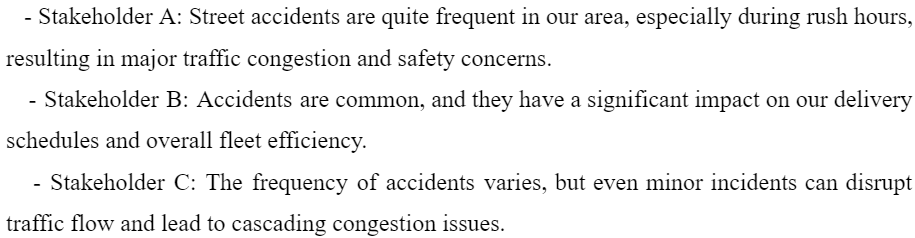 - Stakeholder A: Street accidents are quite frequent in our area, especially during rush hours,
resulting in major traffic congestion and safety concerns.
- Stakeholder B: Accidents are common, and they have a significant impact on our delivery
schedules and overall fleet efficiency.
- Stakeholder C: The frequency of accidents varies, but even minor incidents can disrupt
traffic flow and lead to cascading congestion issues.